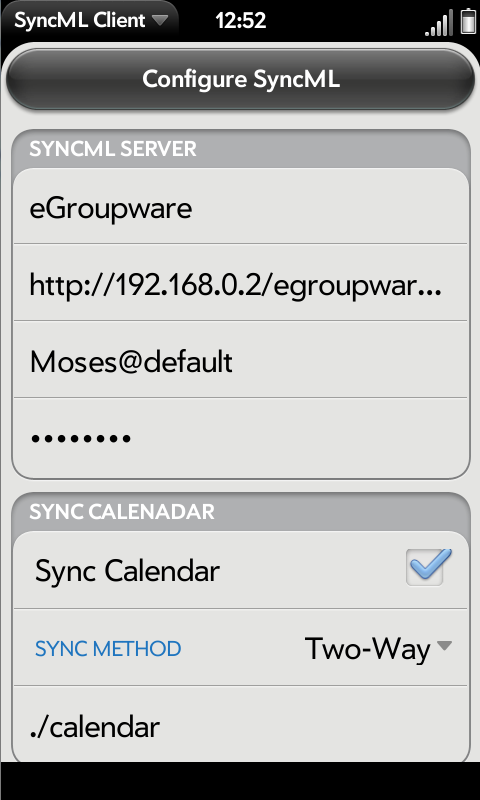 SyncML Client 12:52
Configure SyncML
SYNCML SERVER
eGroupware
http://192.168.0.2/egroupwar...
Moses@default
••••••••
SYNC CALENADAR
Sync Calendar
SYNC METHOD Two-Way
./calendar